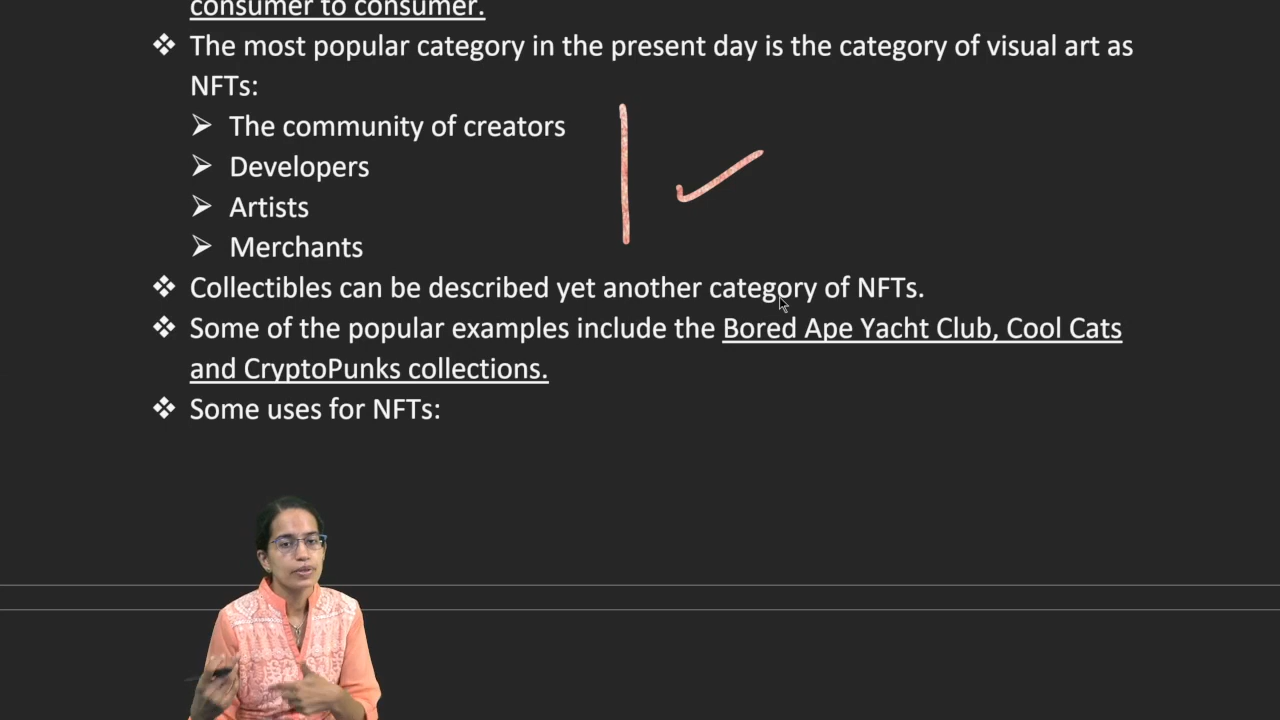 consumer to consumer.
❖ The most popular category in the present day is the category of visual art as
NFTs:
➢ The community of creators
➢ Developers
➢ Artists
➢ Merchants
❖ Collectibles can be described yet another category of NFTs.
❖ Some of the popular examples include the Bored Ape Yacht Club, Cool Cats
and CryptoPunks collections.
❖ Some uses for NFTs: